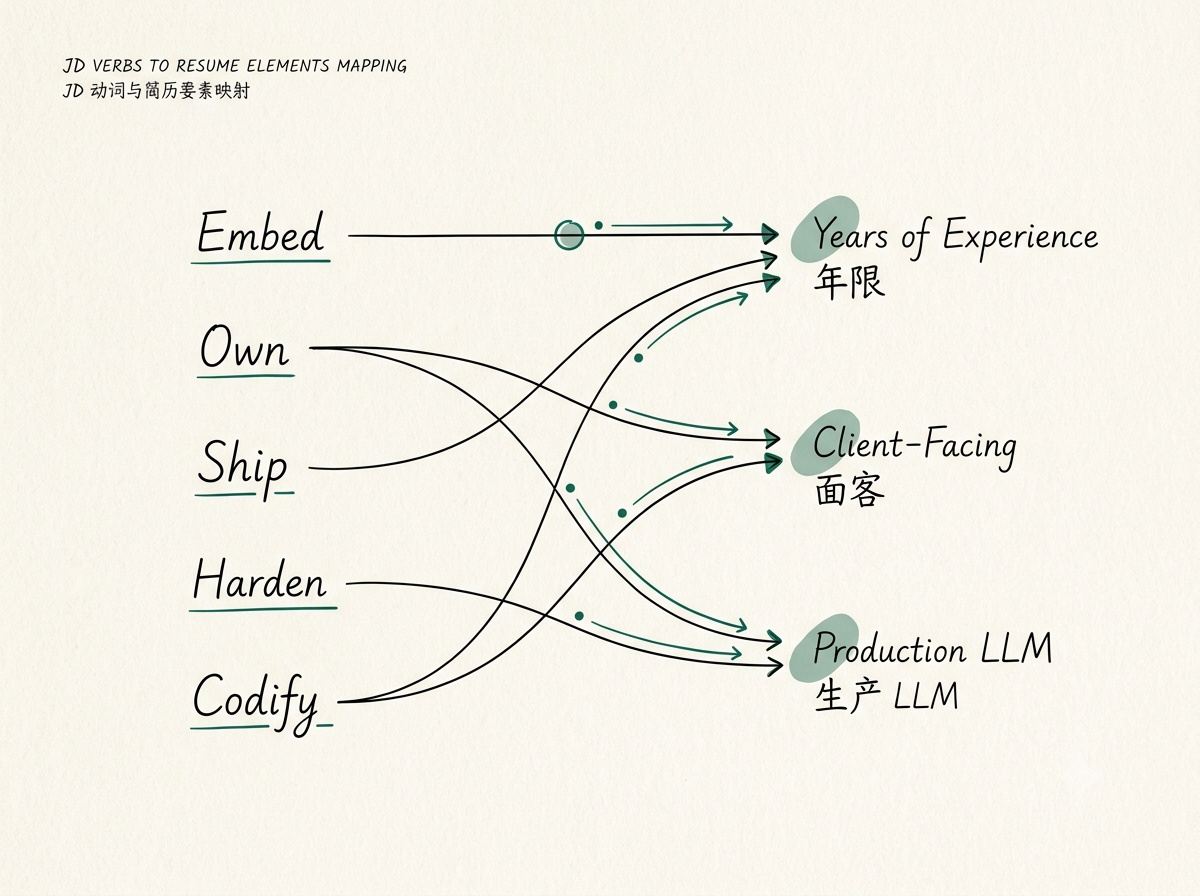 JD VERBS TO RESUME ELEMENTS MAPPING
JD 动词与简历要素映射
Embed
Own
Ship
Harden
Codify
Years of Experience
年限
Client-Facing
面客
Production LLM
生产 LLM